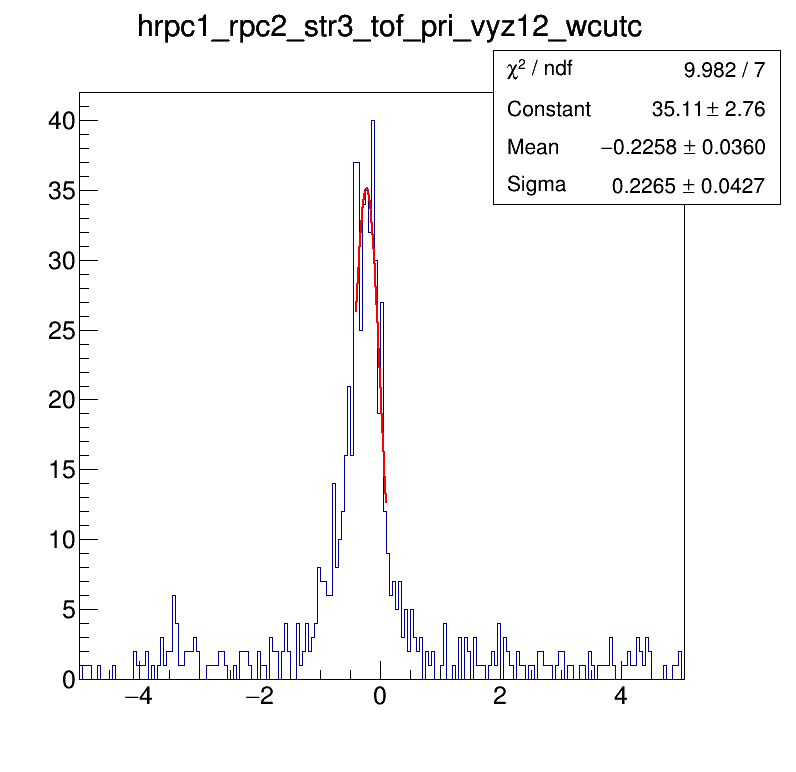 hrpc1_rpc2_str3_tof_pri_vyz12_wcutc
χ² / ndf 9.982 / 7
Constant 35.11 ± 2.76
Mean −0.2258 ± 0.0360
Sigma 0.2265 ± 0.0427
40
35
30
25
20
15
10
5
0
−4 −2 0 2 4